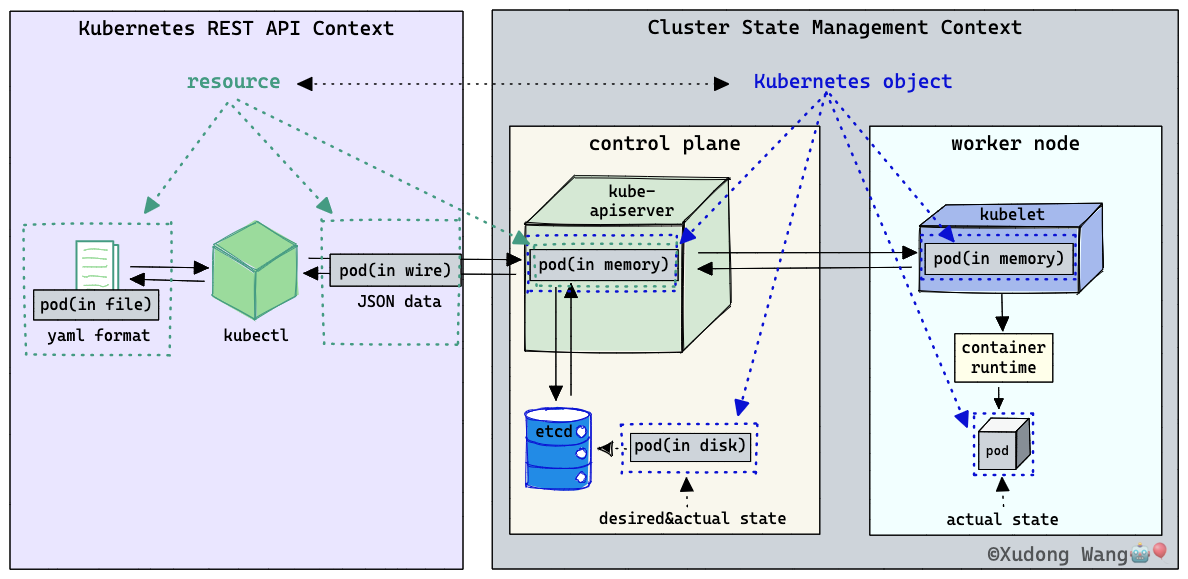 Kubernetes REST API Context
resource
pod(in file)
yaml format
kubectl
pod(in wire)
JSON data
Cluster State Management Context
Kubernetes object
control plane
kube-
apiserver
pod(in memory)
etcd
pod(in disk)
desired&actual state
worker node
kubelet
pod(in memory)
container
runtime
pod
actual state
©Xudong Wang